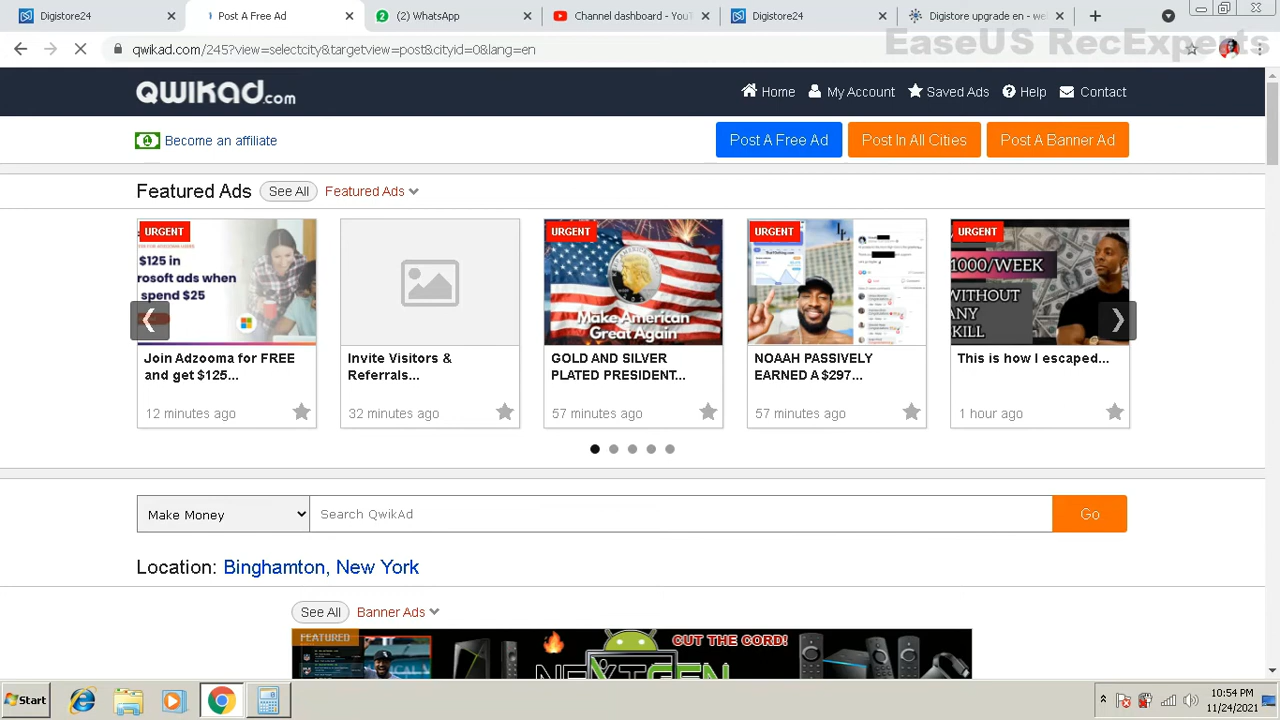 Digistore24
Post A Free Ad
(2) WhatsApp
Channel dashboard - You
Digistore24
Digistore upgrade en - we
qwikad.com/245?view=selectcity&targetview=post&cityid=0&lang=en
EaseUS RecExperts
QWIKAD.com
Home
My Account
Saved Ads
Help
Contact
Become an affiliate
Post A Free Ad
Post In All Cities
Post A Banner Ad
Featured Ads
See All
Featured Ads
URGENT
$125 in
rosoft ads when
spend $25
URGENT
Make American
Great Again
URGENT
URGENT
1000/WEEK
WITHOUT
ANY
KILL
Join Adzooma for FREE
and get $125...
12 minutes ago
Invite Visitors &
Referrals...
32 minutes ago
GOLD AND SILVER
PLATED PRESIDENT...
57 minutes ago
NOAAH PASSIVELY
EARNED A $297...
57 minutes ago
This is how I escaped...
1 hour ago
Make Money
Search QwikAd
Go
Location: Binghamton, New York
See All
Banner Ads
FEATURED
CUT THE CORD!
NEXTGEN
Start
10:54 PM
11/24/2021